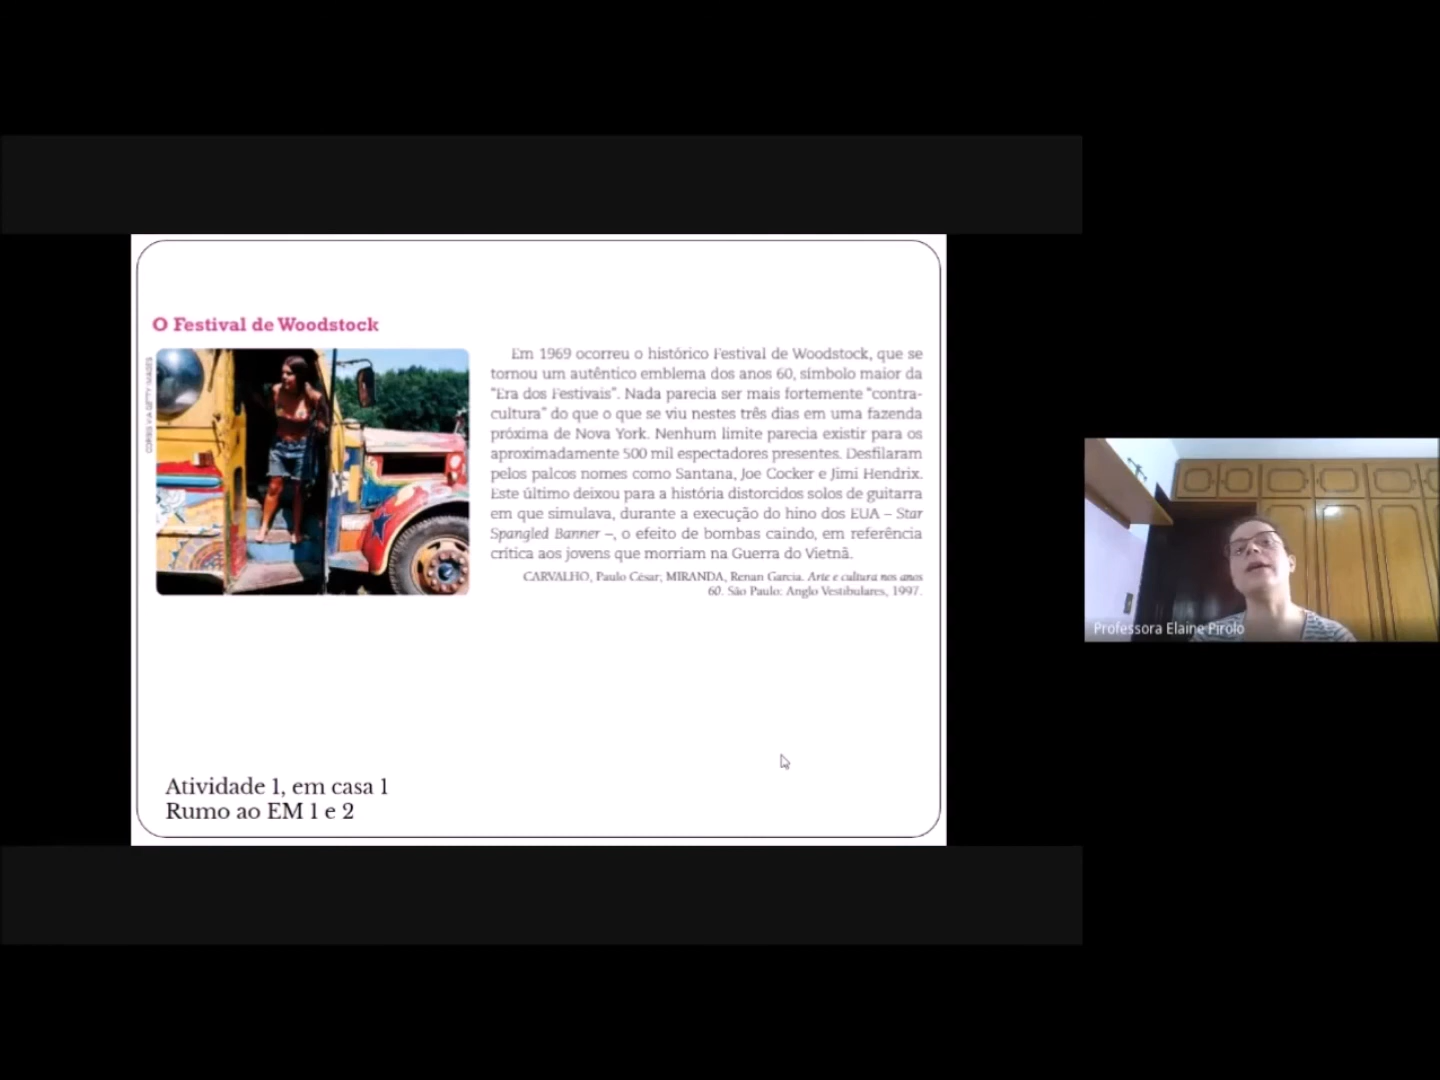 O Festival de Woodstock
CORBIS VIA GETTY IMAGES
Em 1969 ocorreu o histórico Festival de Woodstock, que se
tornou um autêntico emblema dos anos 60, símbolo maior da
"Era dos Festivais". Nada parecia ser mais fortemente "contra-
cultura" do que o que se viu nestes três dias em uma fazenda
próxima de Nova York. Nenhum limite parecia existir para os
aproximadamente 500 mil espectadores presentes. Desfilaram
pelos palcos nomes como Santana, Joe Cocker e Jimi Hendrix.
Este último deixou para a história distorcidos solos de guitarra
em que simulava, durante a execução do hino dos EUA – Star
Spangled Banner –, o efeito de bombas caindo, em referência
crítica aos jovens que morriam na Guerra do Vietnã.
CARVALHO, Paulo César; MIRANDA, Renan Garcia. Arte e cultura nos anos
60. São Paulo: Anglo Vestibulares, 1997.
Atividade 1, em casa 1
Rumo ao EM 1 e 2
Professora Elaine Pirolo